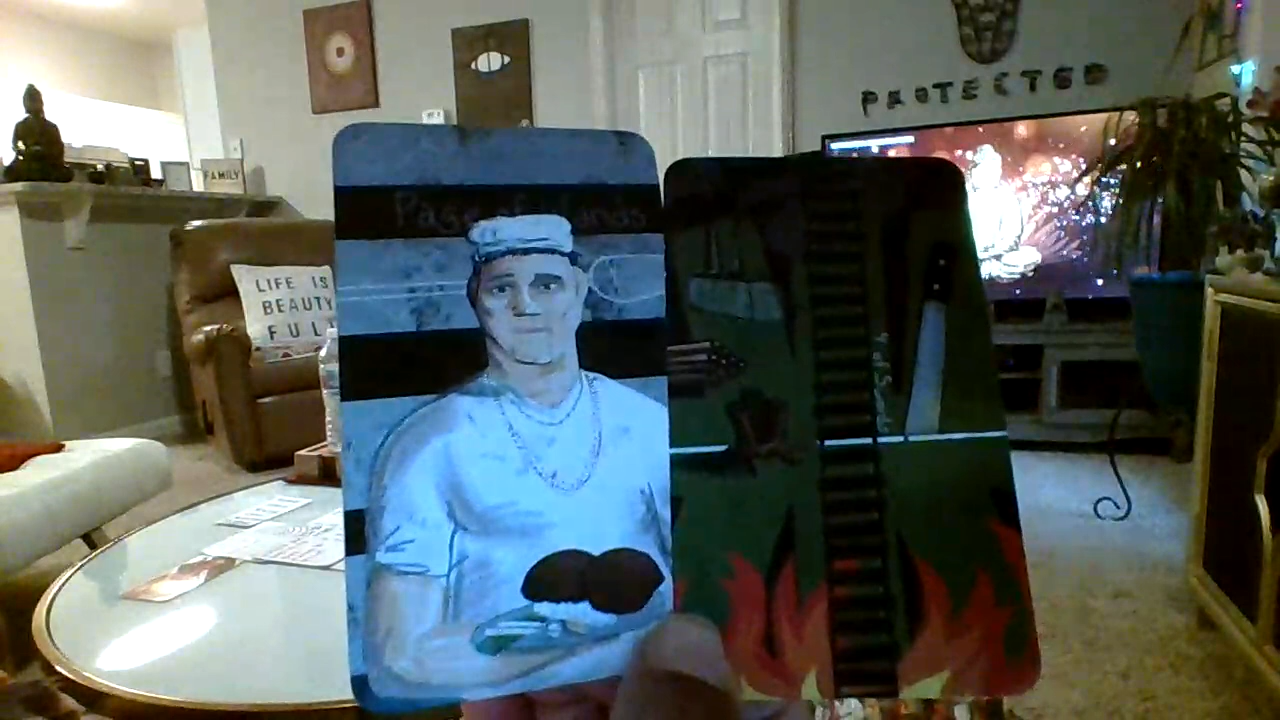 PROTECTED
FAMILY
Page of Wands
LIFE IS
BEAUTY
FUL